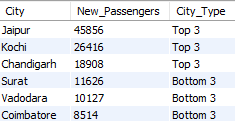 City New_Passengers City_Type
Jaipur 45856 Top 3
Kochi 26416 Top 3
Chandigarh 18908 Top 3
Surat 11626 Bottom 3
Vadodara 10127 Bottom 3
Coimbatore 8514 Bottom 3